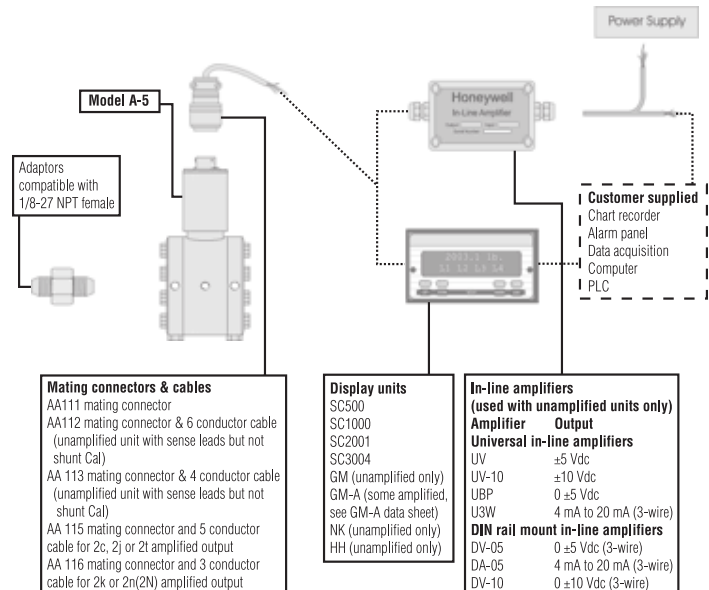 Power Supply
Model A-5
Honeywell
In-Line Amplifier
Adaptors
compatible with
1/8-27 NPT female
Customer supplied
Chart recorder
Alarm panel
Data acquisition
Computer
PLC
2003.1 lb.
L1 L2 L3 L4
Mating connectors & cables
AA111 mating connector
AA112 mating connector & 6 conductor cable
(unamplified unit with sense leads but not
shunt Cal)
AA 113 mating connector & 4 conductor cable
(unamplified unit with sense leads but not
shunt Cal)
AA 115 mating connector and 5 conductor
cable for 2c, 2j or 2t amplified output
AA 116 mating connector and 3 conductor
cable for 2k or 2n(2N) amplified output
Display units
SC500
SC1000
SC2001
SC3004
GM (unamplified only)
GM-A (some amplified,
see GM-A data sheet)
NK (unamplified only)
HH (unamplified only)
In-line amplifiers
(used with unamplified units only)
Amplifier Output
Universal in-line amplifiers
UV ±5 Vdc
UV-10 ±10 Vdc
UBP 0 ±5 Vdc
U3W 4 mA to 20 mA (3-wire)
DIN rail mount in-line amplifiers
DV-05 0 ±5 Vdc (3-wire)
DA-05 4 mA to 20 mA (3-wire)
DV-10 0 ±10 Vdc (3-wire)